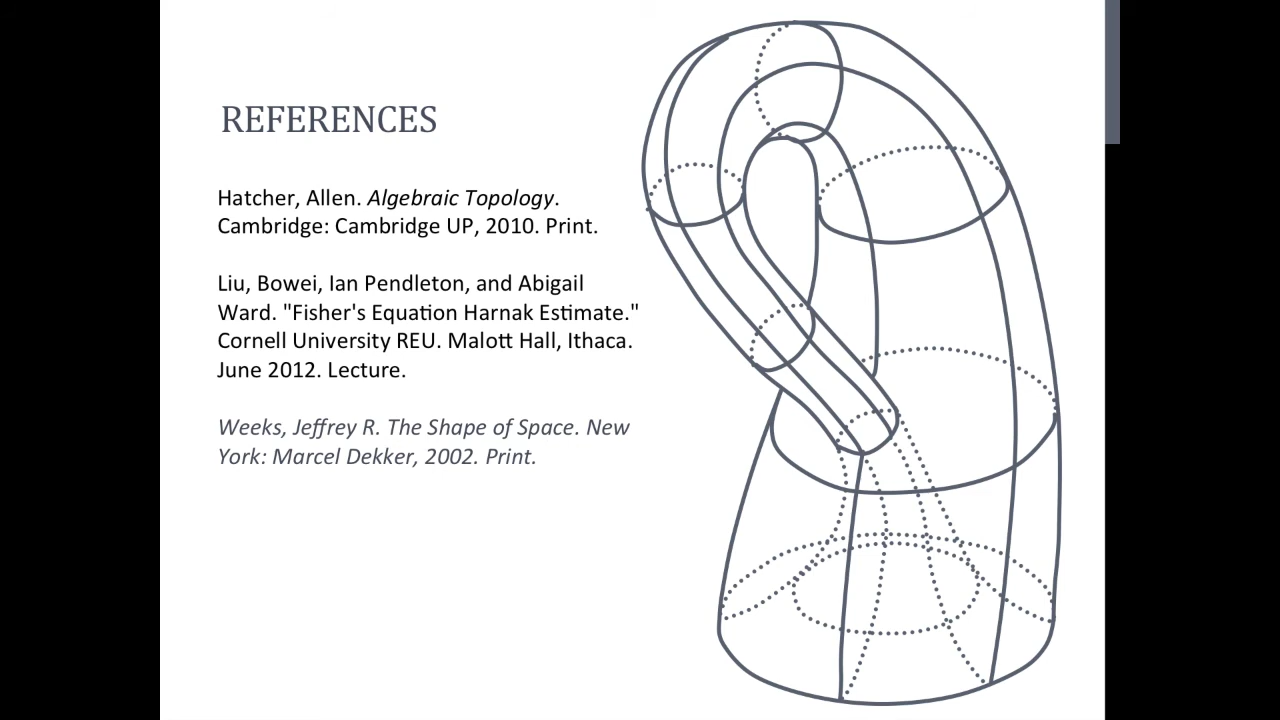 REFERENCES
Hatcher, Allen. Algebraic Topology.
Cambridge: Cambridge UP, 2010. Print.
Liu, Bowei, Ian Pendleton, and Abigail
Ward. "Fisher's Equation Harnak Estimate."
Cornell University REU. Malott Hall, Ithaca.
June 2012. Lecture.
Weeks, Jeffrey R. The Shape of Space. New
York: Marcel Dekker, 2002. Print.